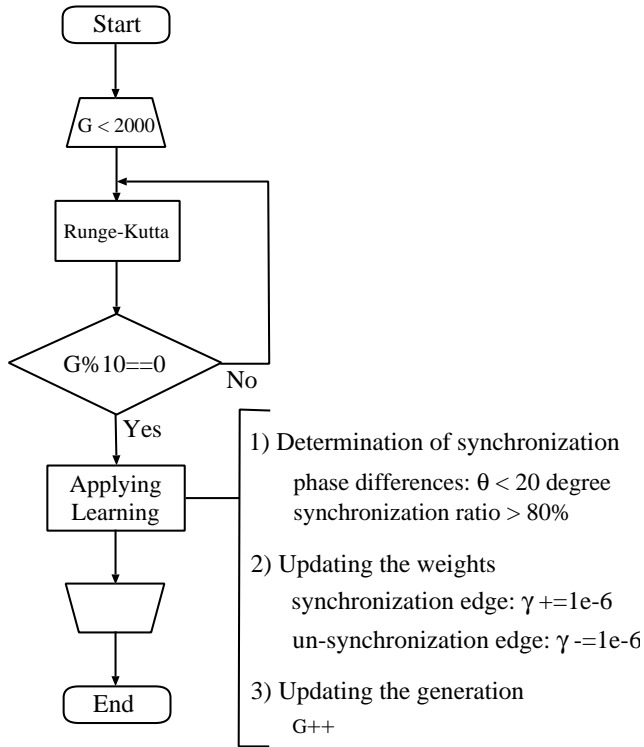 Start
G < 2000
Runge-Kutta
G%10==0
No
Yes
Applying
Learning
End
1) Determination of synchronization
phase differences: θ < 20 degree
synchronization ratio > 80%
2) Updating the weights
synchronization edge: γ +=1e-6
un-synchronization edge: γ -=1e-6
3) Updating the generation
G++